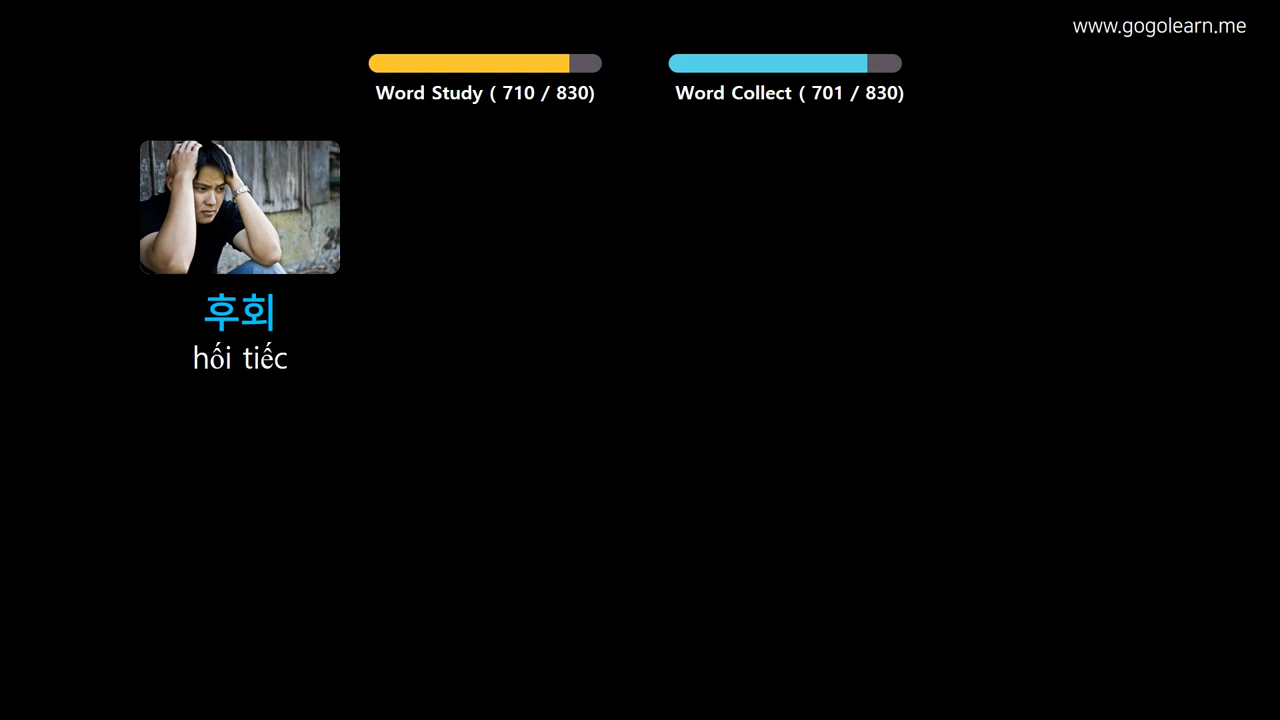 www.gogolearn.me
Word Study ( 710 / 830)
Word Collect ( 701 / 830)
후회
hối tiếc